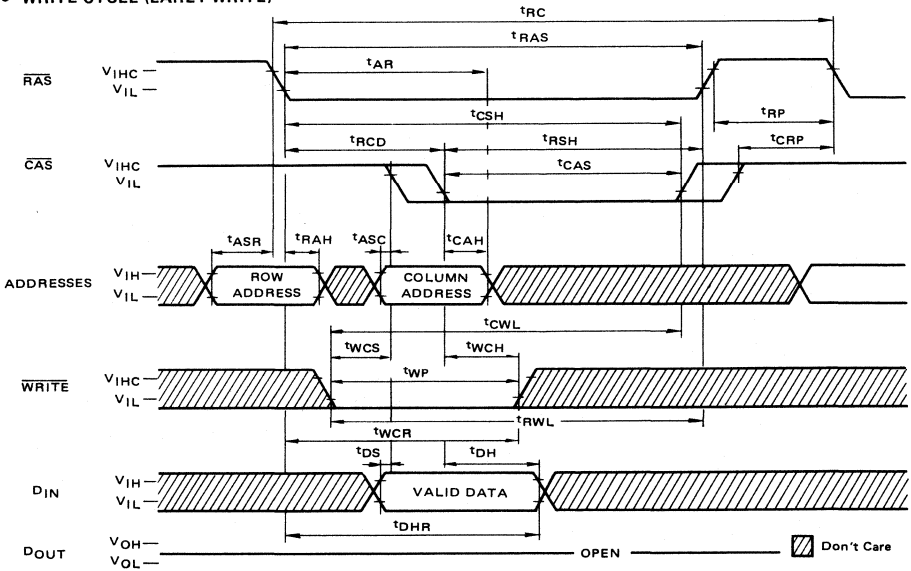 WRITE CYCLE (EARLY WRITE)
tRC
tRAS
tAR
RAS
VIHC
VIL
tCSH
tRP
tRCD
tRSH
tCRP
CAS
VIHC
VIL
tCAS
tASR
tRAH
tASC
tCAH
ADDRESSES
VIH
VIL
ROW ADDRESS
COLUMN ADDRESS
tCWL
tWCS
tWCH
WRITE
VIHC
VIL
tWP
tRWL
tWCR
tDS
tDH
DIN
VIH
VIL
VALID DATA
tDHR
DOUT
VOH
VOL
OPEN
Don't Care